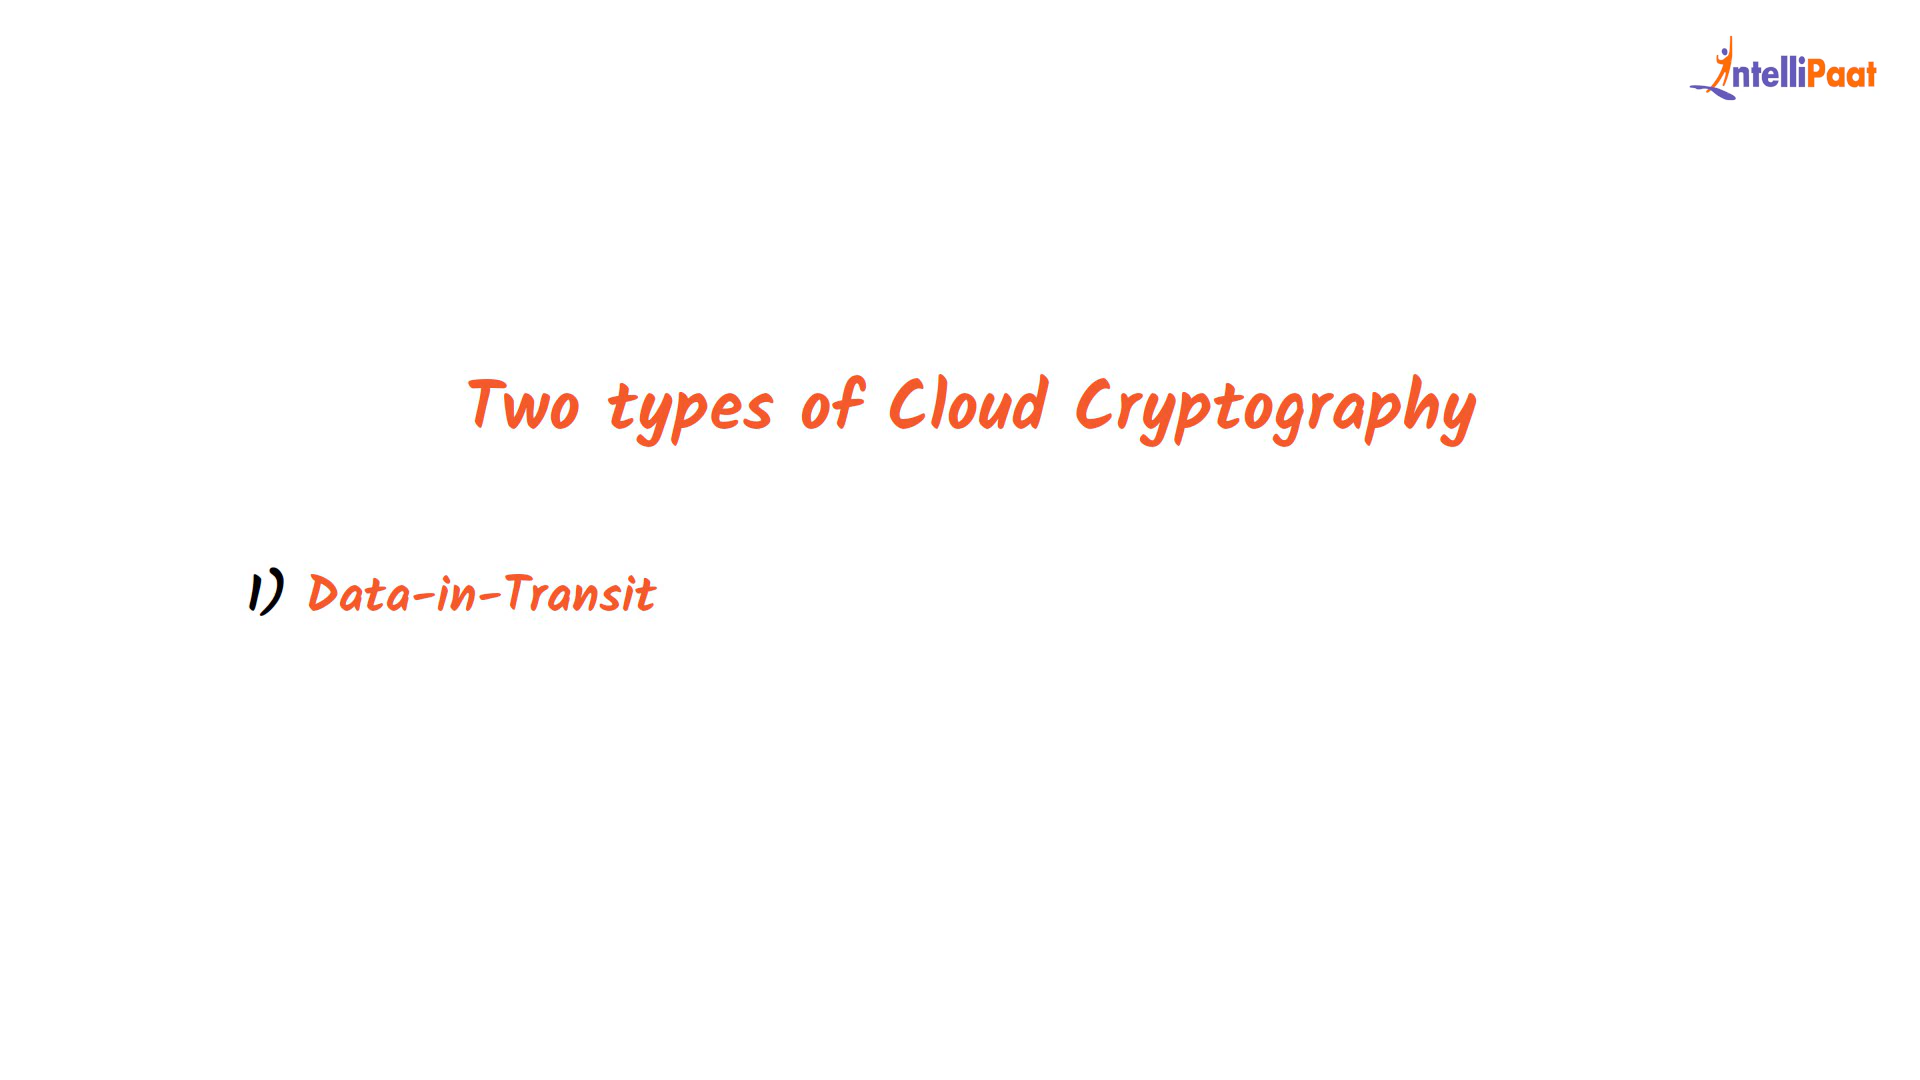 IntelliPaat
Two types of Cloud Cryptography
1) Data-in-Transit